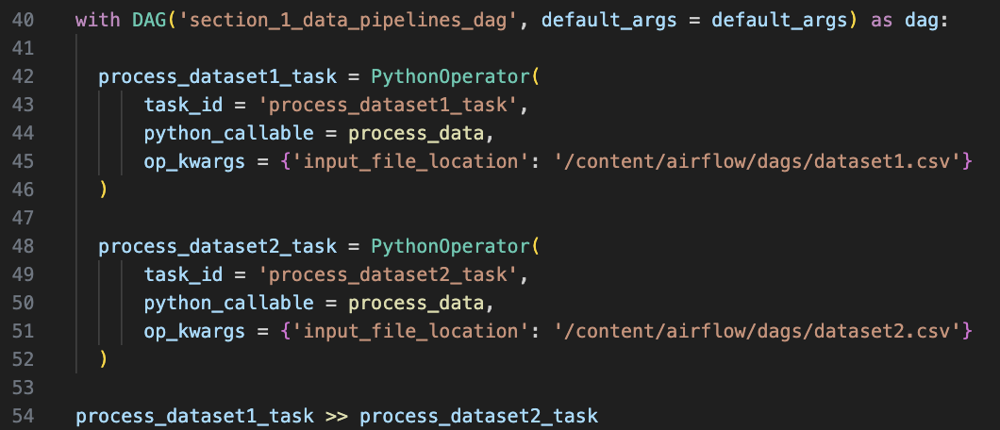 40 with DAG('section_1_data_pipelines_dag', default_args = default_args) as dag:
41
42 process_dataset1_task = PythonOperator(
43 task_id = 'process_dataset1_task',
44 python_callable = process_data,
45 op_kwargs = {'input_file_location': '/content/airflow/dags/dataset1.csv'}
46 )
47
48 process_dataset2_task = PythonOperator(
49 task_id = 'process_dataset2_task',
50 python_callable = process_data,
51 op_kwargs = {'input_file_location': '/content/airflow/dags/dataset2.csv'}
52 )
53
54 process_dataset1_task >> process_dataset2_task